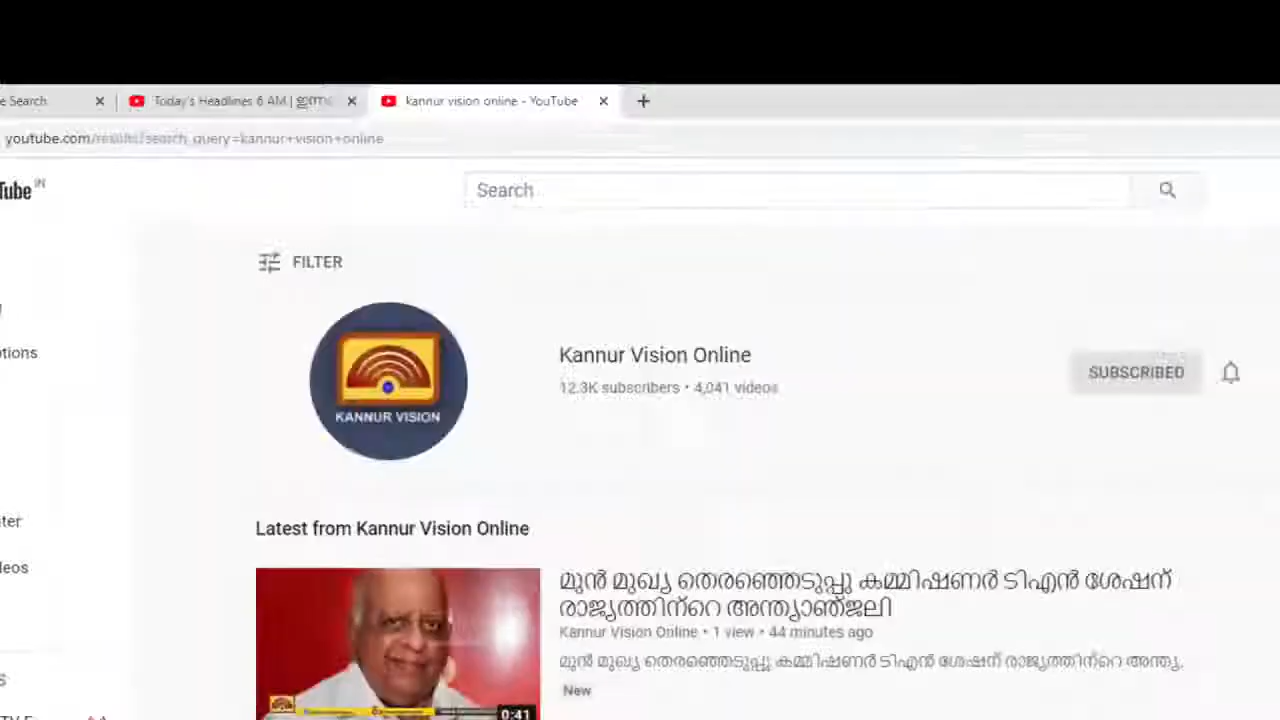 e Search
Today's Headlines 6 AM |
kannur vision online - YouTube
youtube.com/results?search_query=kannur+vision+online
Tube IN
Search
FILTER
KANNUR VISION
Kannur Vision Online
12.3K subscribers • 4,041 videos
SUBSCRIBED
Latest from Kannur Vision Online
മുൻ മുഖ്യ തെരഞ്ഞെടുപ്പു കമ്മിഷണർ ടിഎൻ ശേഷന്
രാജ്യത്തിന്റെ അന്ത്യാഞ്ജലി
Kannur Vision Online • 1 view • 44 minutes ago
മുൻ മുഖ്യ തെരഞ്ഞെടുപ്പു കമ്മിഷണർ ടിഎൻ ശേഷന് രാജ്യത്തിന്റെ അന്ത്യ.
New
0:41
otions
ter
deos
S